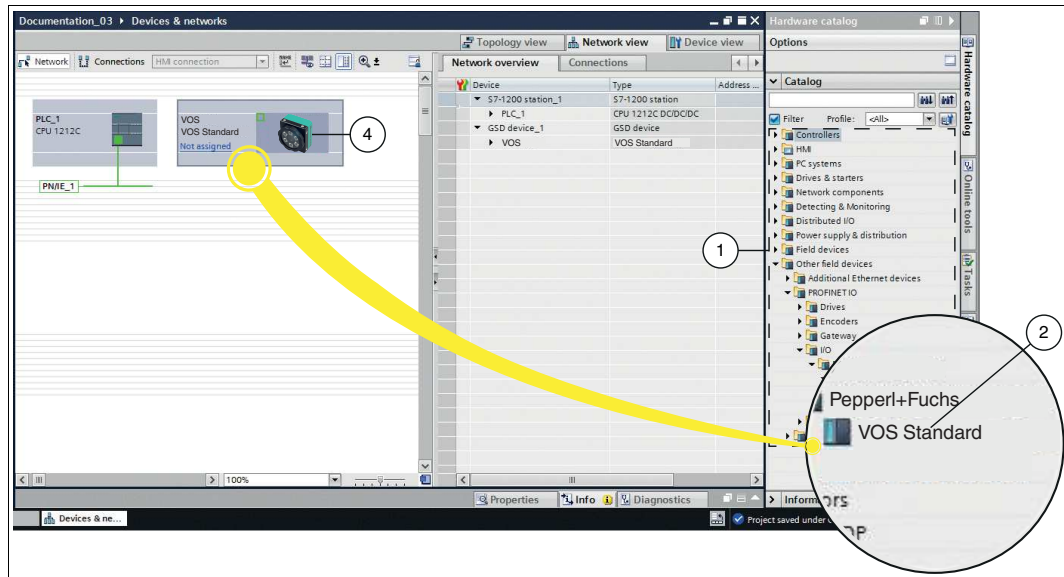 Documentation_03 ▸ Devices & networks
Hardware catalog
Topology view
Network view
Device view
Options
Network
Connections
HMI connection
Network overview
Connections
Device
Type
Address ...
S7-1200 station_1
S7-1200 station
PLC_1
CPU 1212C DC/DC/DC
GSD device_1
GSD device
VOS
VOS Standard
PLC_1
CPU 1212C
VOS
VOS Standard
Not assigned
4
PN/IE_1
Catalog
Filter
Profile:
<All>
Controllers
HMI
PC systems
Drives & starters
Network components
Detecting & Monitoring
Distributed I/O
Power supply & distribution
Field devices
Other field devices
Additional Ethernet devices
PROFINET IO
Drives
Encoders
Gateway
I/O
1
2
Pepperl+Fuchs
VOS Standard
Hardware catalog
Online tools
Tasks
100%
Properties
Info
Diagnostics
Devices & ne...
Project saved under